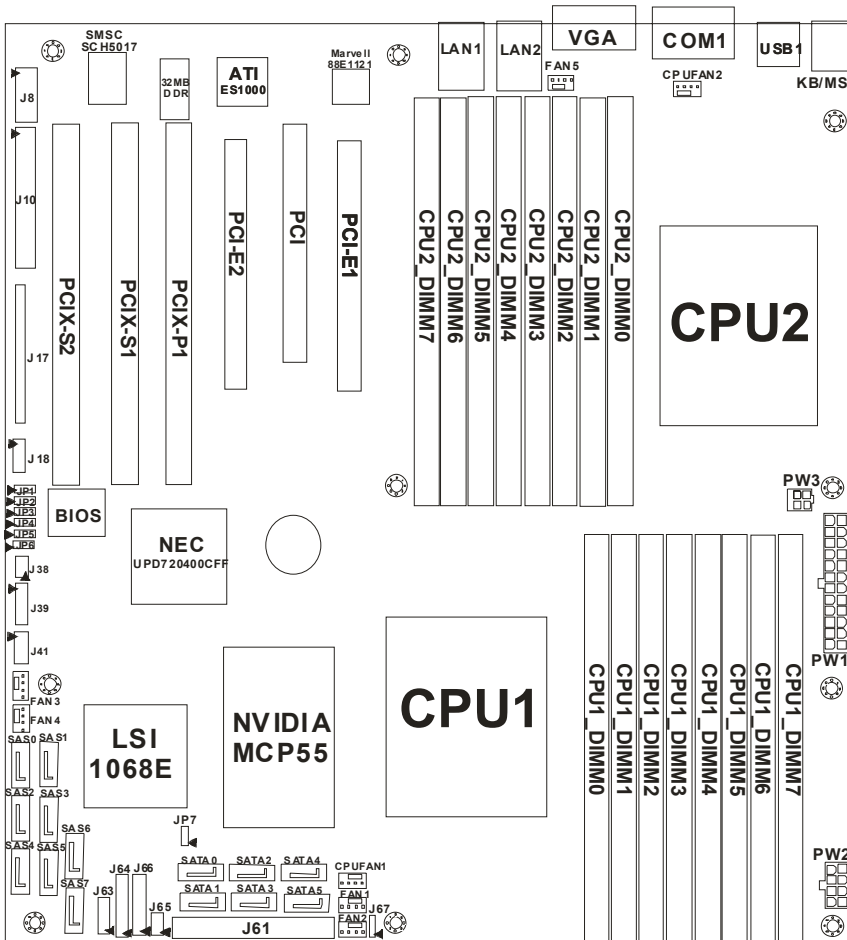 SMSC
SCH5017
Marvell
88E1121
LAN1
LAN2
VGA
COM1
USB1
KB/MS
J8
32MB
DDR
ATI
ES1000
FAN5
CPUFAN2
J10
PCIX-S2
PCIX-S1
PCIX-P1
PCI-E2
PCI
PCI-E1
CPU2_DIMM7
CPU2_DIMM6
CPU2_DIMM5
CPU2_DIMM4
CPU2_DIMM3
CPU2_DIMM2
CPU2_DIMM1
CPU2_DIMM0
CPU2
J17
J18
PW3
JP1
JP2
JP3
JP4
JP5
JP6
BIOS
NEC
UPD720400CFF
J38
J39
J41
PW1
FAN3
FAN4
LSI
1068E
NVIDIA
MCP55
CPU1
CPU1_DIMM0
CPU1_DIMM1
CPU1_DIMM2
CPU1_DIMM3
CPU1_DIMM4
CPU1_DIMM5
CPU1_DIMM6
CPU1_DIMM7
SAS0
SAS1
SAS2
SAS3
SAS4
SAS5
SAS6
SAS7
JP7
J63
J64
J66
J65
SATA0
SATA2
SATA4
SATA1
SATA3
SATA5
CPUFAN1
FAN1
FAN2
J67
J61
PW2